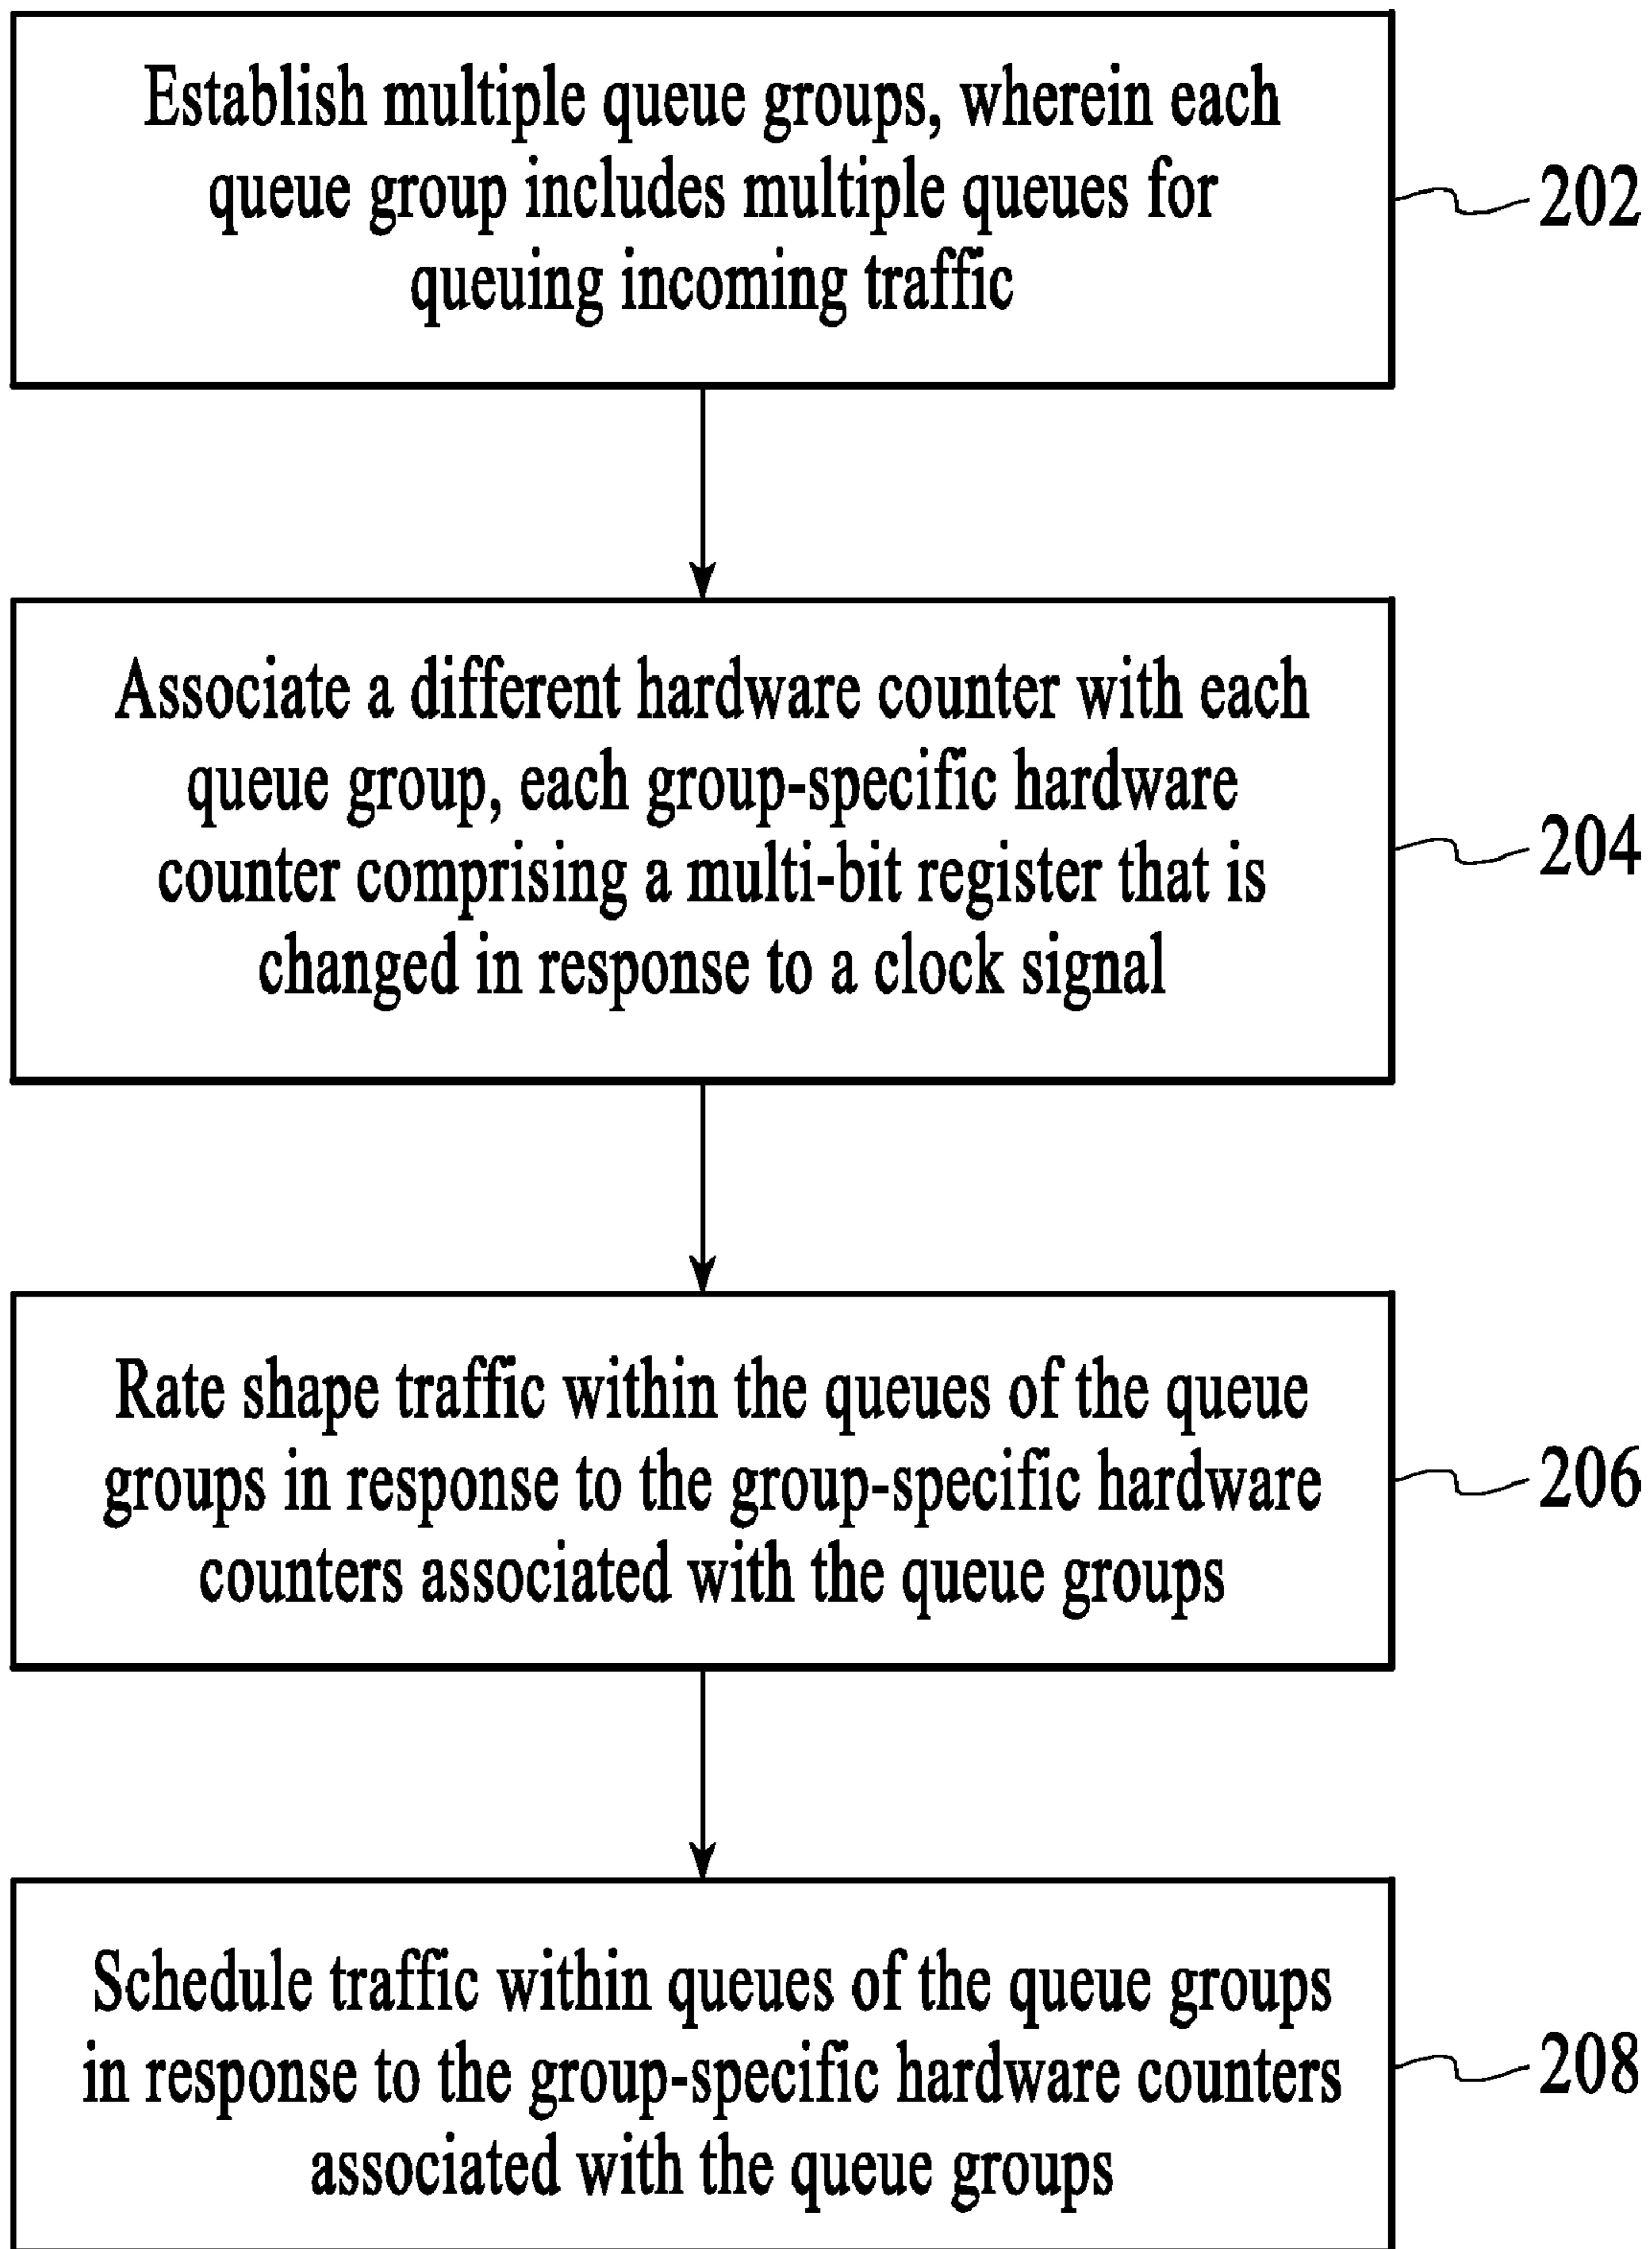 Establish multiple queue groups, wherein each
queue group includes multiple queues for
queuing incoming traffic
202
Associate a different hardware counter with each
queue group, each group-specific hardware
counter comprising a multi-bit register that is
changed in response to a clock signal
204
Rate shape traffic within the queues of the queue
groups in response to the group-specific hardware
counters associated with the queue groups
206
Schedule traffic within queues of the queue groups
in response to the group-specific hardware counters
associated with the queue groups
208